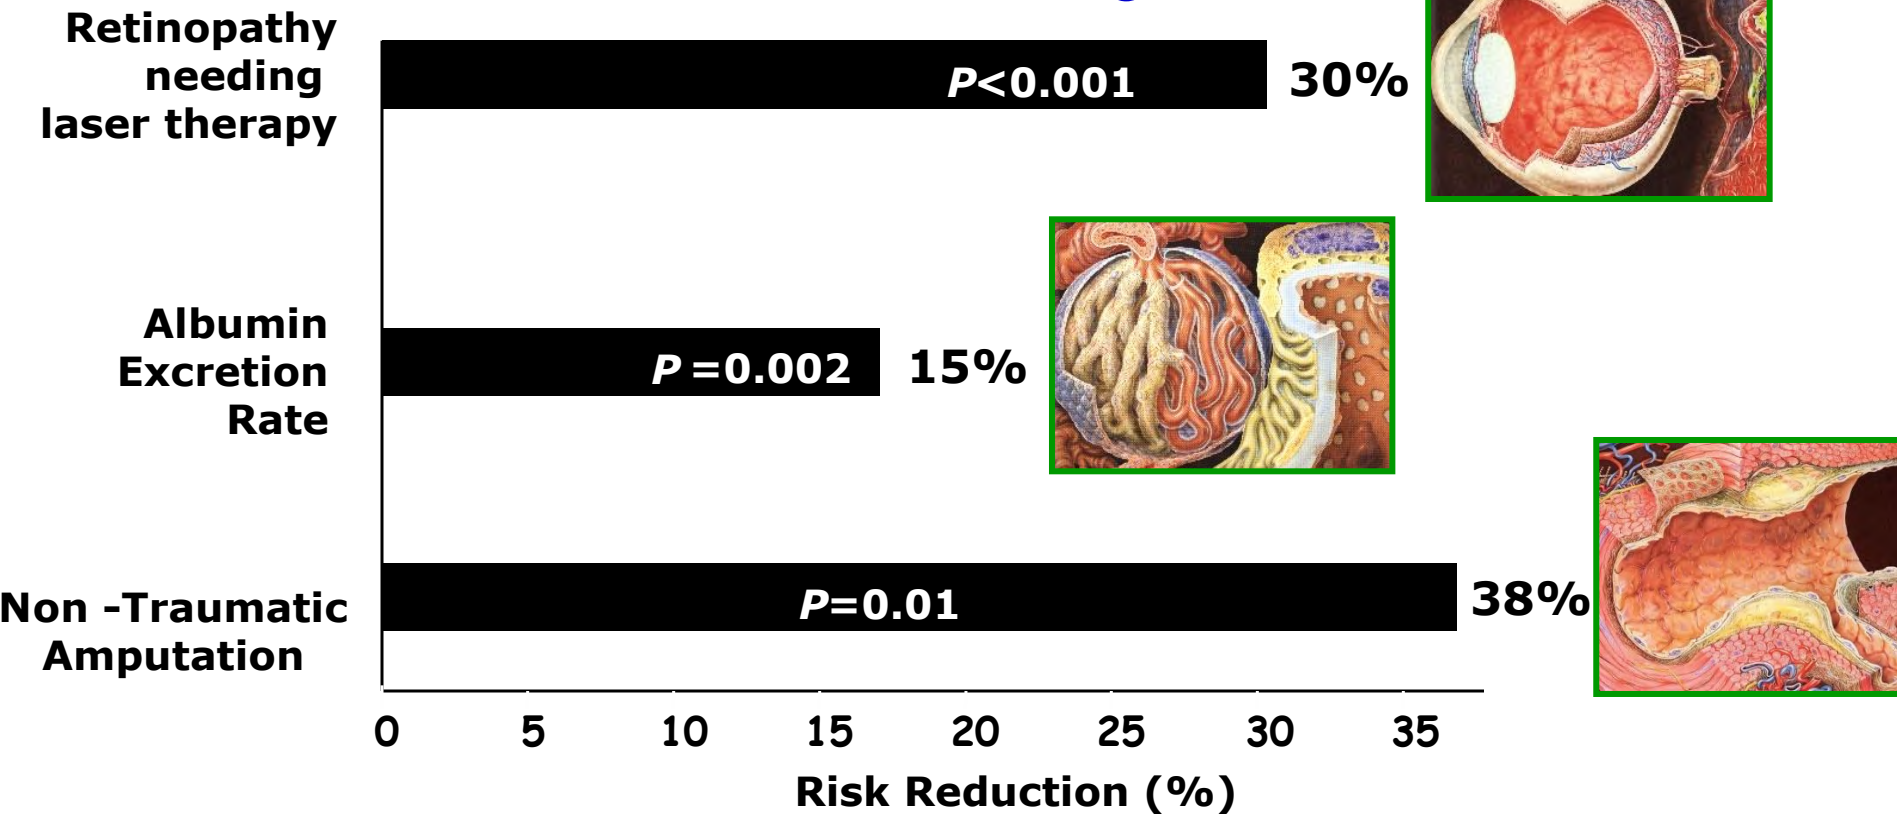 Retinopathy
needing
laser therapy
P<0.001
30%
Albumin
Excretion
Rate
P =0.002
15%
Non -Traumatic
Amputation
P=0.01
38%
0 5 10 15 20 25 30 35
Risk Reduction (%)